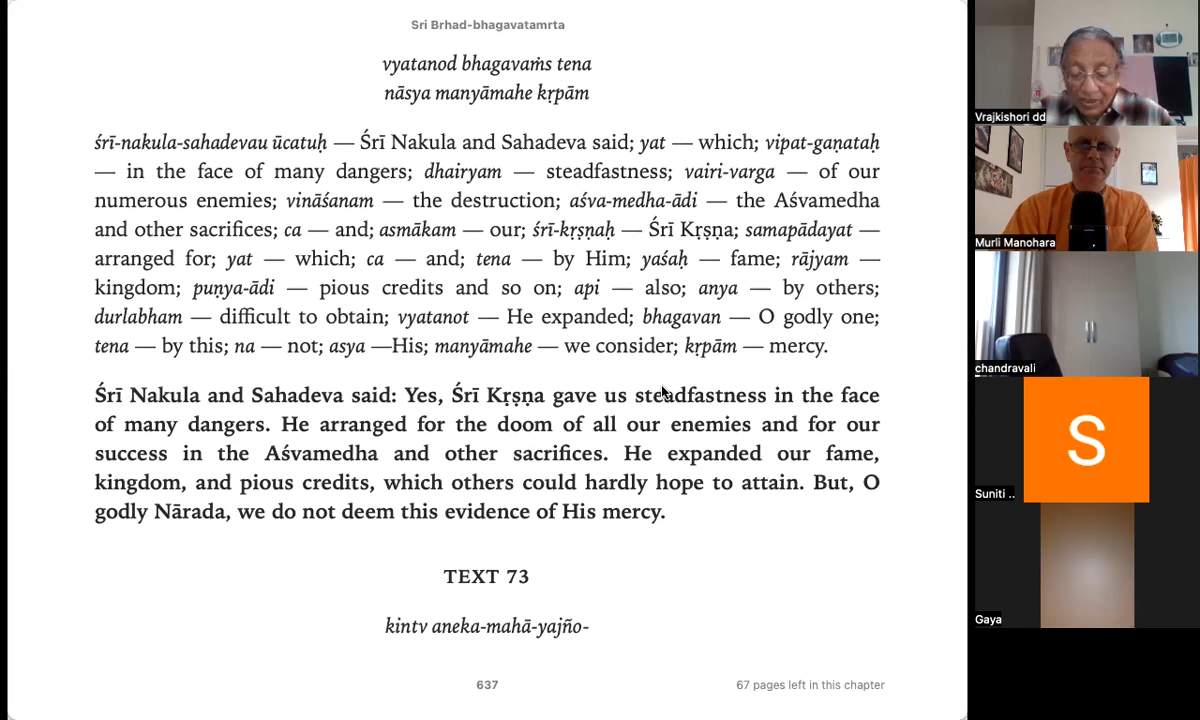 Sri Brhad-bhagavatamrta
vyatanod bhagavaṁs tena
nāsya manyāmahe kṛpām
śrī-nakula-sahadevau ūcatuḥ — Śrī Nakula and Sahadeva said; yat — which; vipat-gaṇataḥ
— in the face of many dangers; dhairyam — steadfastness; vairi-varga — of our
numerous enemies; vināśanam — the destruction; aśva-medha-ādi — the Aśvamedha
and other sacrifices; ca — and; asmākam — our; śrī-kṛṣṇaḥ — Śrī Kṛṣṇa; samapādayat —
arranged for; yat — which; ca — and; tena — by Him; yaśaḥ — fame; rājyam —
kingdom; puṇya-ādi — pious credits and so on; api — also; anya — by others;
durlabham — difficult to obtain; vyatanot — He expanded; bhagavan — O godly one;
tena — by this; na — not; asya —His; manyāmahe — we consider; kṛpām — mercy.
Śrī Nakula and Sahadeva said: Yes, Śrī Kṛṣṇa gave us steadfastness in the face
of many dangers. He arranged for the doom of all our enemies and for our
success in the Aśvamedha and other sacrifices. He expanded our fame,
kingdom, and pious credits, which others could hardly hope to attain. But, O
godly Nārada, we do not deem this evidence of His mercy.
TEXT 73
kintv aneka-mahā-yajño-
637
67 pages left in this chapter
Vrajkishori dd
Murli Manohara
chandravali
S
Suniti ..
Gaya